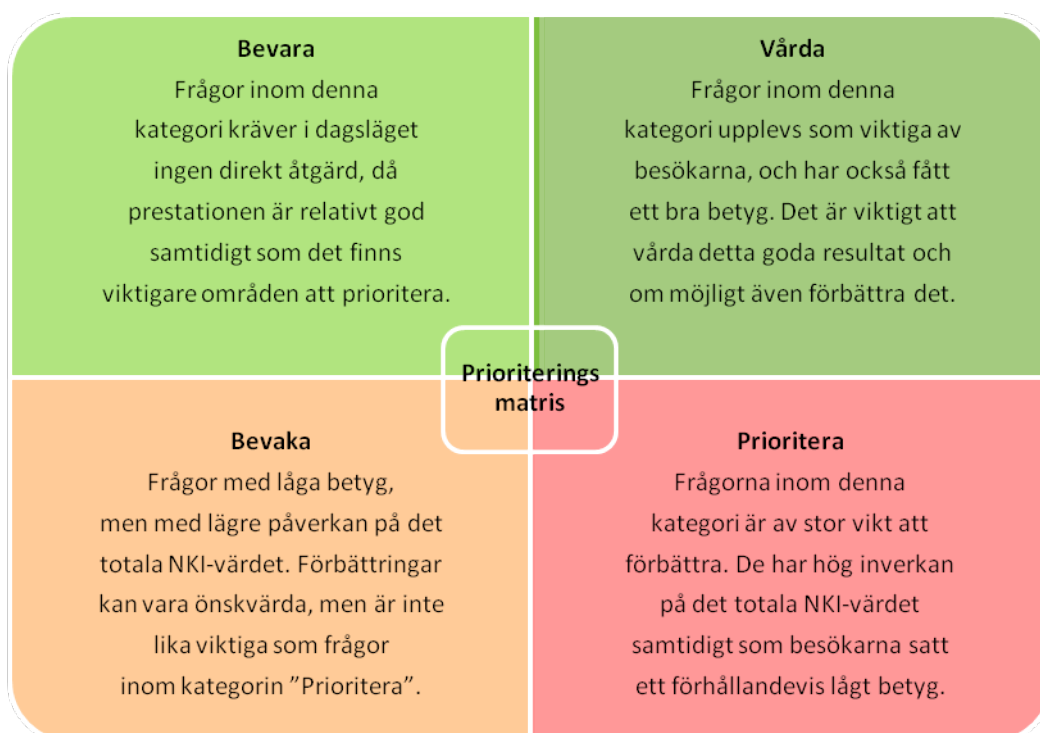 Bevara
Frågor inom denna
kategori kräver i dagsläget
ingen direkt åtgärd, då
prestationen är relativt god
samtidigt som det finns
viktigare områden att prioritera.
Vårda
Frågor inom denna
kategori upplevs som viktiga av
besökarna, och har också fått
ett bra betyg. Det är viktigt att
vårda detta goda resultat och
om möjligt även förbättra det.
Prioriterings
matris
Bevaka
Frågor med låga betyg,
men med lägre påverkan på det
totala NKI-värdet. Förbättringar
kan vara önskvärda, men är inte
lika viktiga som frågor
inom kategorin ”Prioritera”.
Prioritera
Frågorna inom denna
kategori är av stor vikt att
förbättra. De har hög inverkan
på det totala NKI-värdet
samtidigt som besökarna satt
ett förhållandevis lågt betyg.